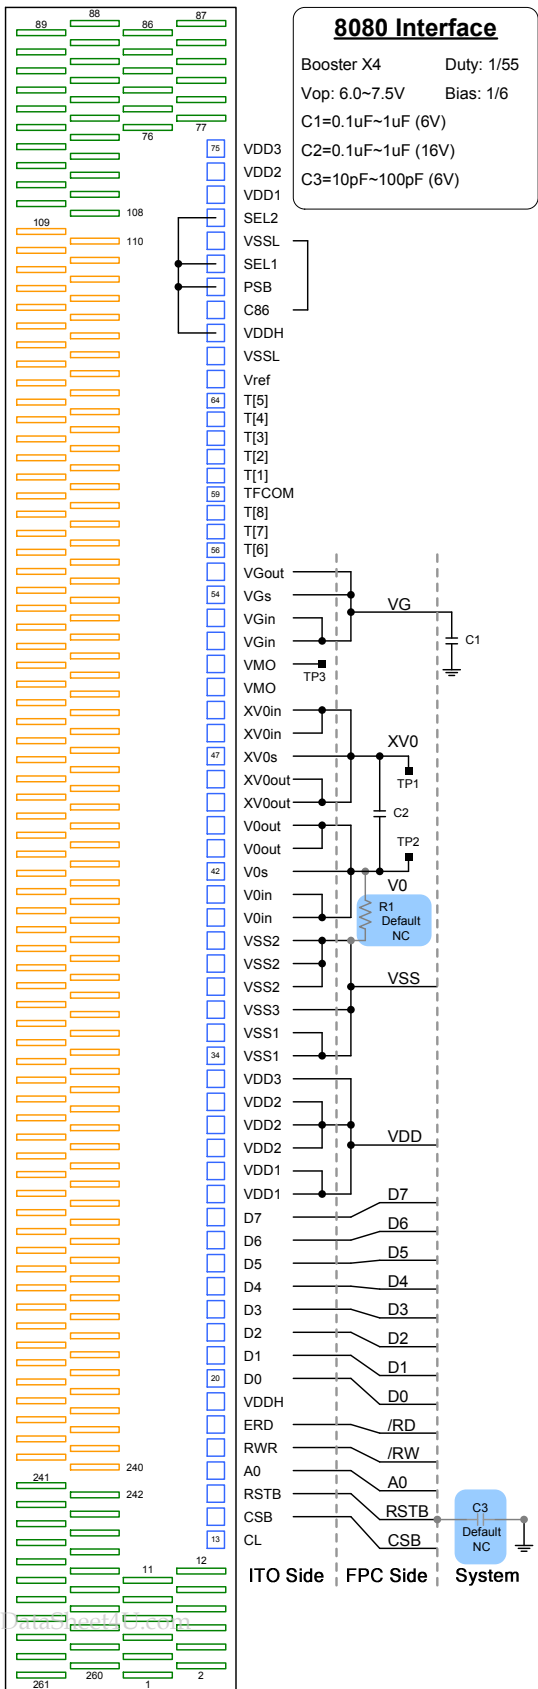 8080 Interface
Booster X4 Duty: 1/55
Vop: 6.0~7.5V Bias: 1/6
C1=0.1uF~1uF (6V)
C2=0.1uF~1uF (16V)
C3=10pF~100pF (6V)
88 87
89 86
77
76
75 VDD3
VDD2
VDD1
108 SEL2
109
110 VSSL
SEL1
PSB
C86
VDDH
VSSL
Vref
64 T[5]
T[4]
T[3]
T[2]
T[1]
59 TFCOM
T[8]
T[7]
56 T[6]
VGout
54 VGs
VG
VGin
VGin
C1
VMO
TP3
VMO
XV0in
XV0in
XV0
47 XV0s
XV0out TP1
XV0out
C2
V0out
V0out TP2
42 V0s
V0
V0in
R1
Default
NC
V0in
VSS2
VSS2
VSS2 VSS
VSS3
VSS1
34 VSS1
VDD3
VDD2
VDD2
VDD2 VDD
VDD1
VDD1
D7 D7
D6 D6
D5 D5
D4 D4
D3 D3
D2 D2
D1 D1
20 D0 D0
VDDH
ERD /RD
RWR /RW
240 A0 A0
241
242 RSTB RSTB
C3
Default
NC
CSB CSB
13 CL
12
11
ITO Side FPC Side System
DataSheet4U.com
261 260 1 2